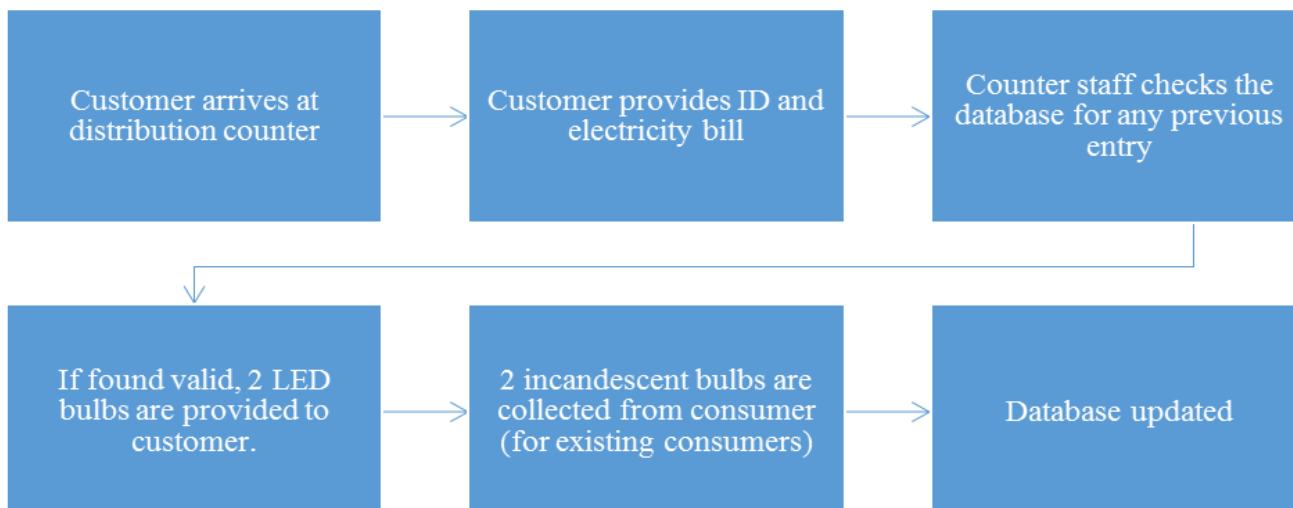 Customer arrives at
distribution counter
Customer provides ID and
electricity bill
Counter staff checks the
database for any previous
entry
If found valid, 2 LED
bulbs are provided to
customer.
2 incandescent bulbs are
collected from consumer
(for existing consumers)
Database updated